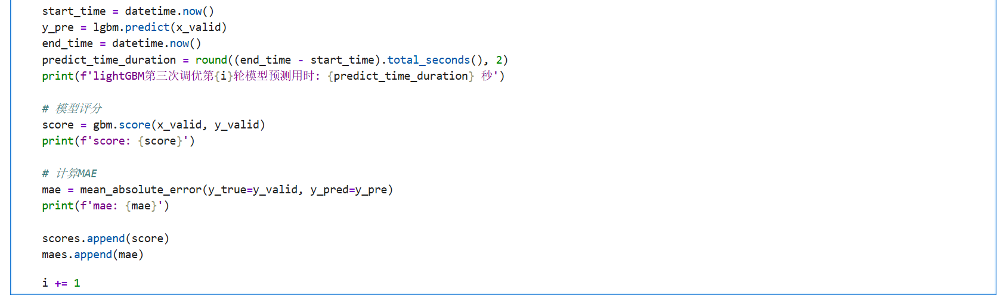 start_time = datetime.now()
y_pre = lgbm.predict(x_valid)
end_time = datetime.now()
predict_time_duration = round((end_time - start_time).total_seconds(), 2)
print(f'lightGBM第三次调优第{i}轮模型预测用时: {predict_time_duration} 秒')
# 模型评分
score = gbm.score(x_valid, y_valid)
print(f'score: {score}')
# 计算MAE
mae = mean_absolute_error(y_true=y_valid, y_pred=y_pre)
print(f'mae: {mae}')
scores.append(score)
maes.append(mae)
i += 1